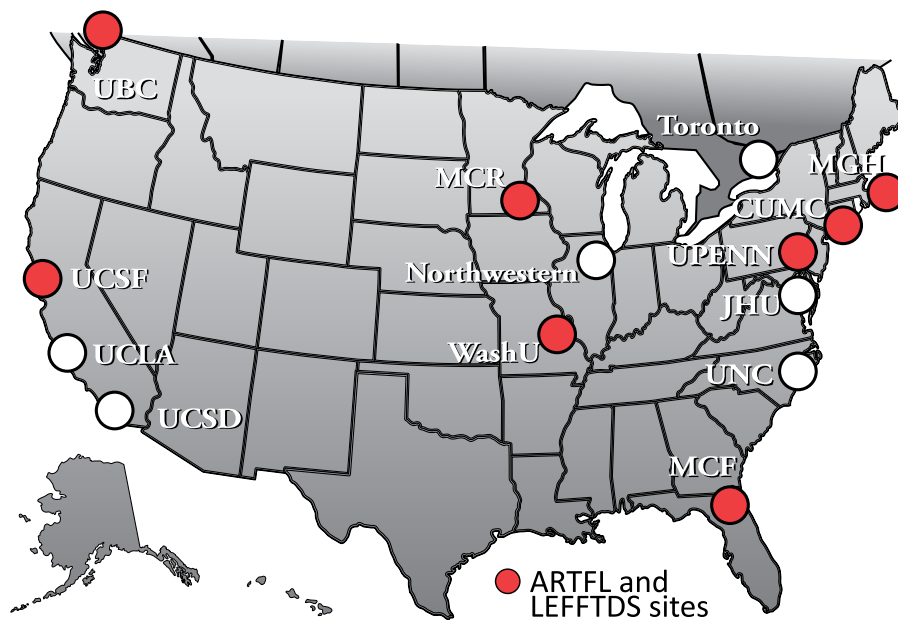 UBC
Toronto
MGH
MCR
CUMC
UPENN
Northwestern
UCSF
JHU
UCLA
WashU
UNC
UCSD
MCF
ARTFL and
LEFFTDS sites